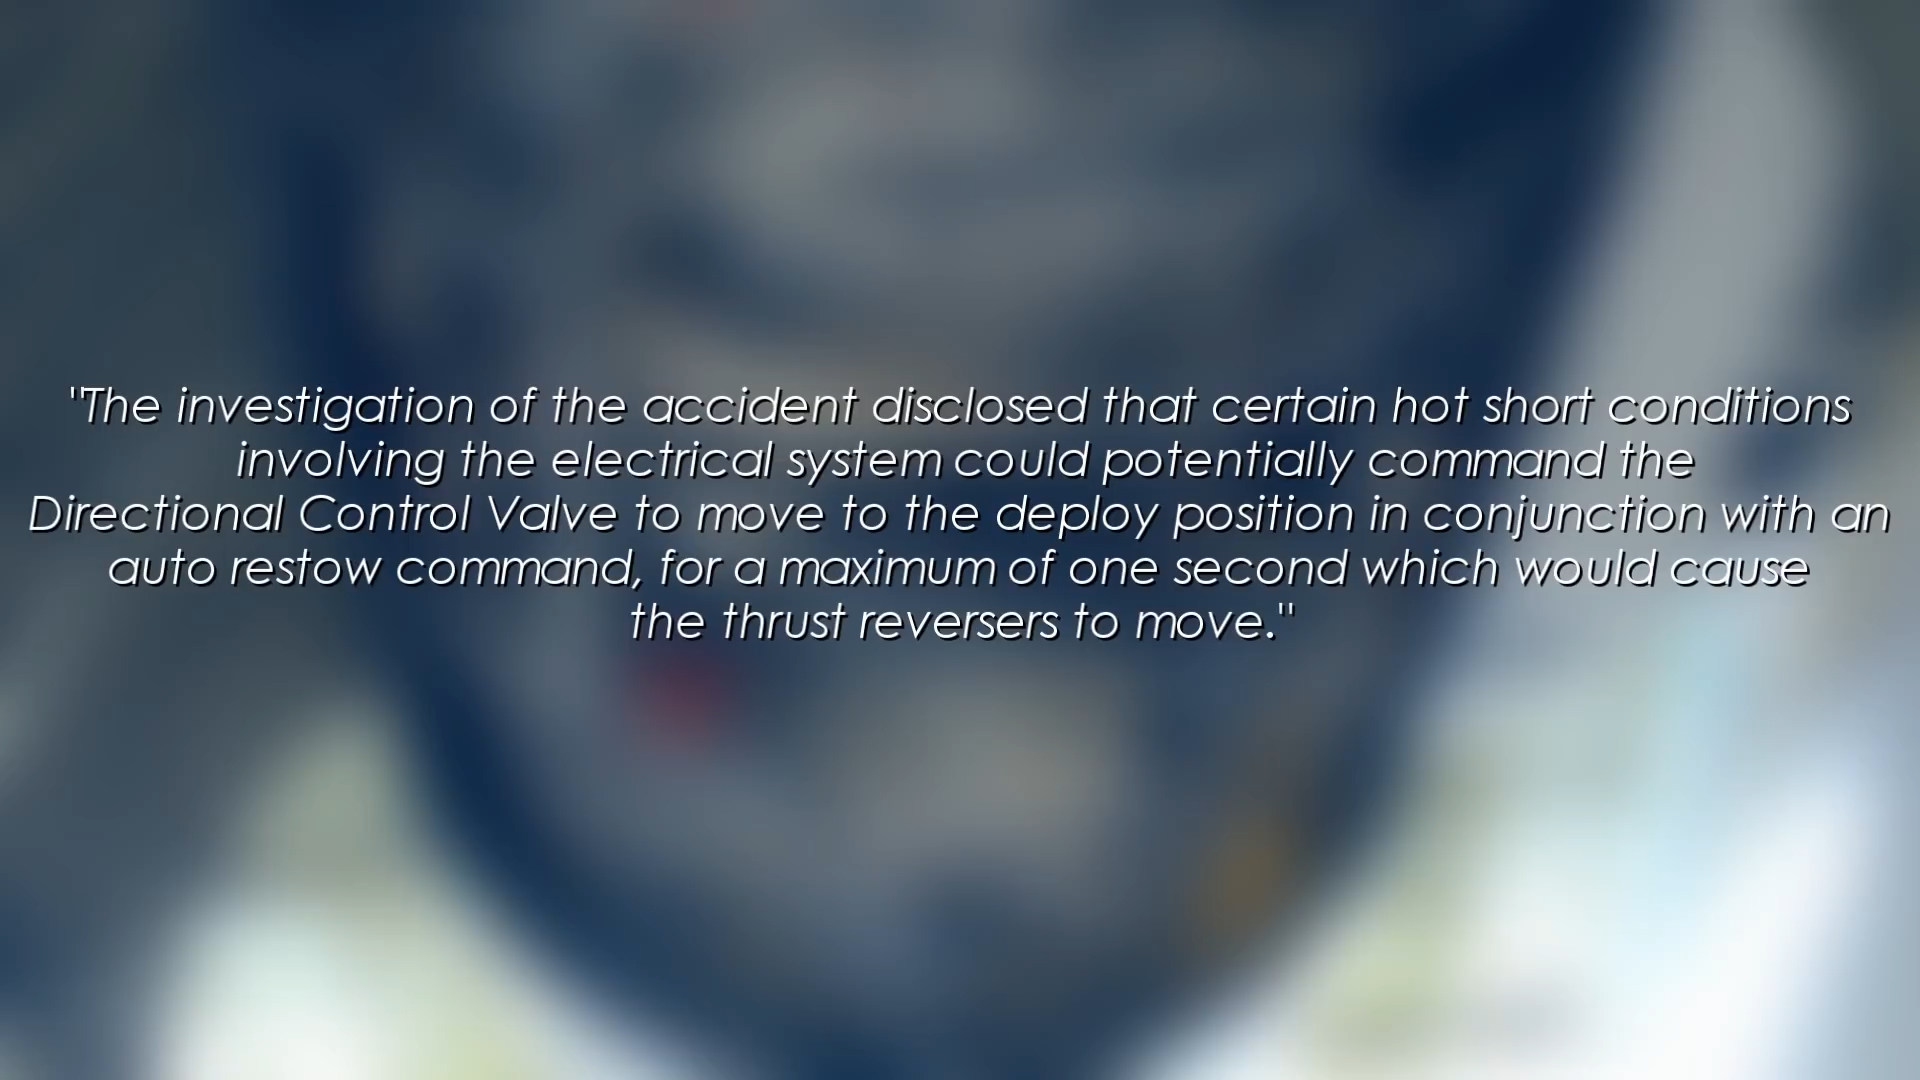 "The investigation of the accident disclosed that certain hot short conditions
involving the electrical system could potentially command the
Directional Control Valve to move to the deploy position in conjunction with an
auto restow command, for a maximum of one second which would cause
the thrust reversers to move."